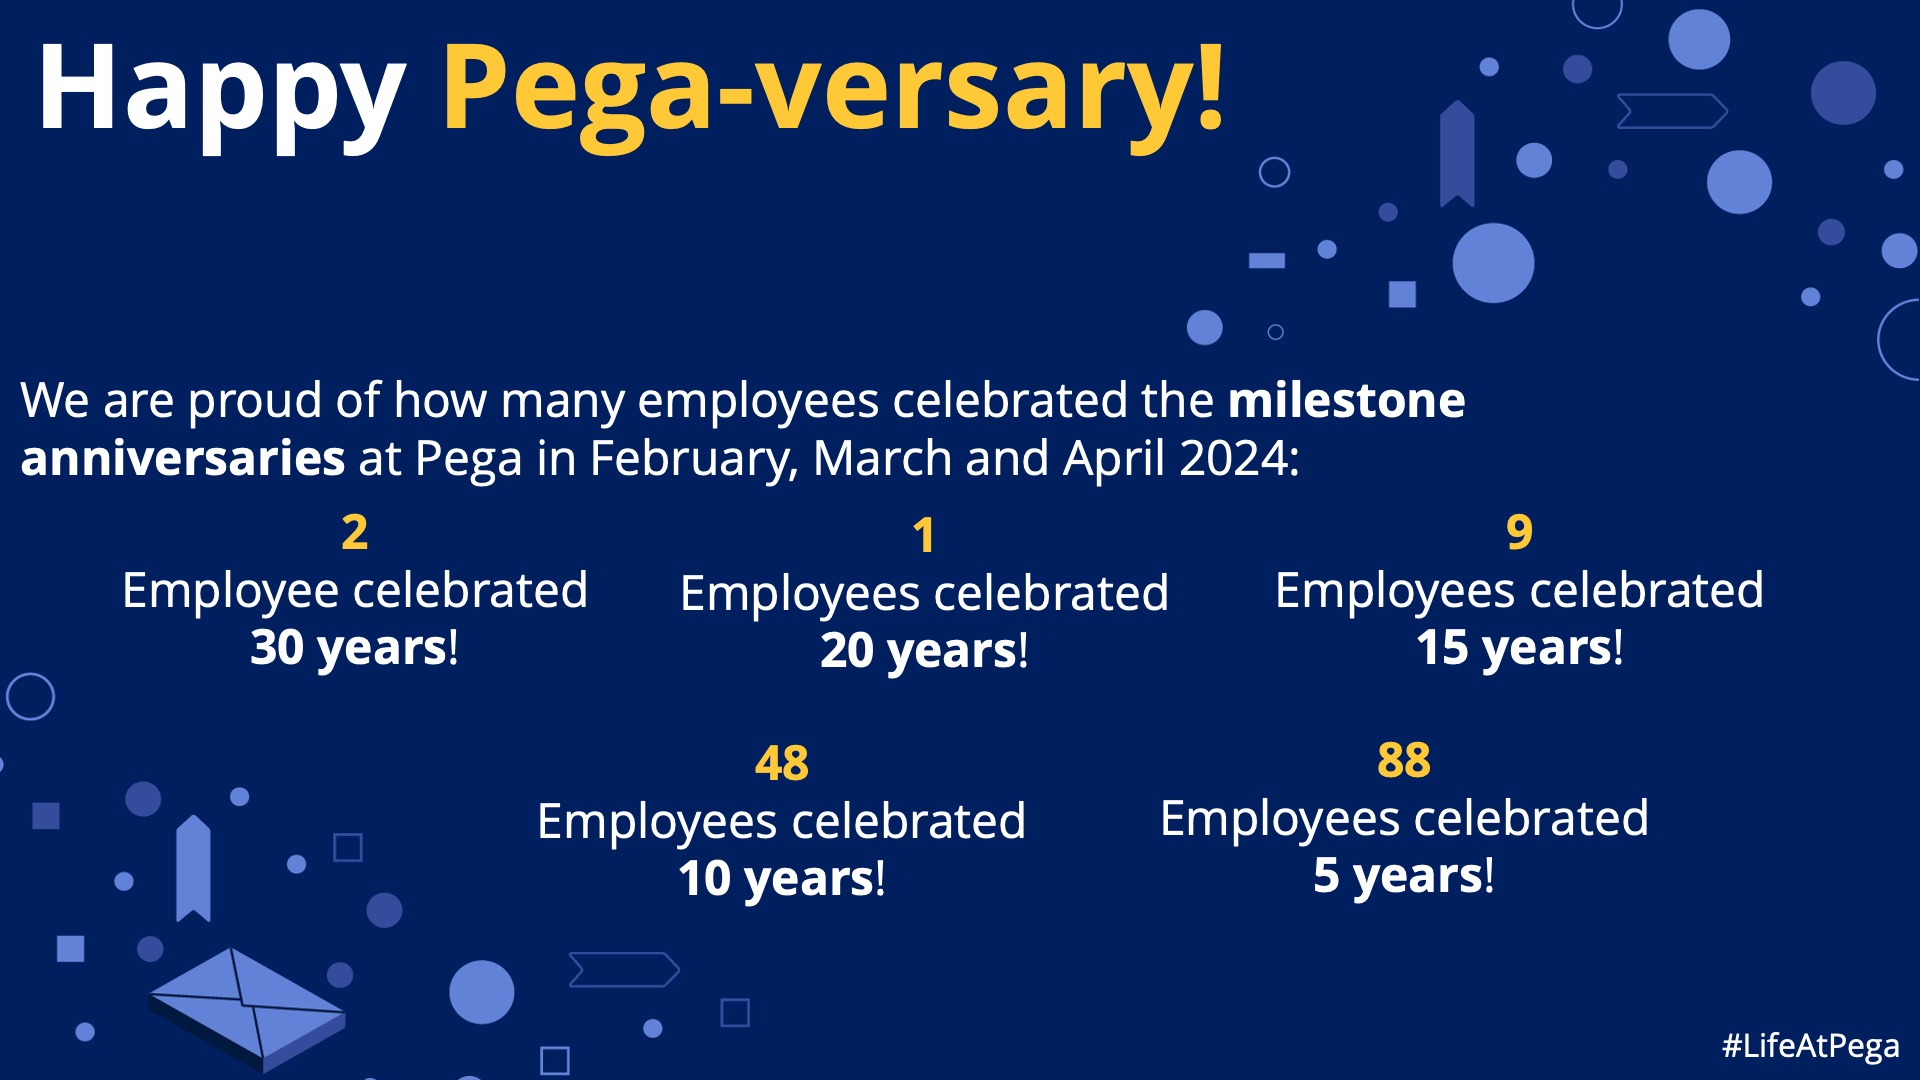 Happy Pega-versary!
We are proud of how many employees celebrated the milestone
anniversaries at Pega in February, March and April 2024:
2
Employee celebrated
30 years!
1
Employees celebrated
20 years!
9
Employees celebrated
15 years!
48
Employees celebrated
10 years!
88
Employees celebrated
5 years!
#LifeAtPega